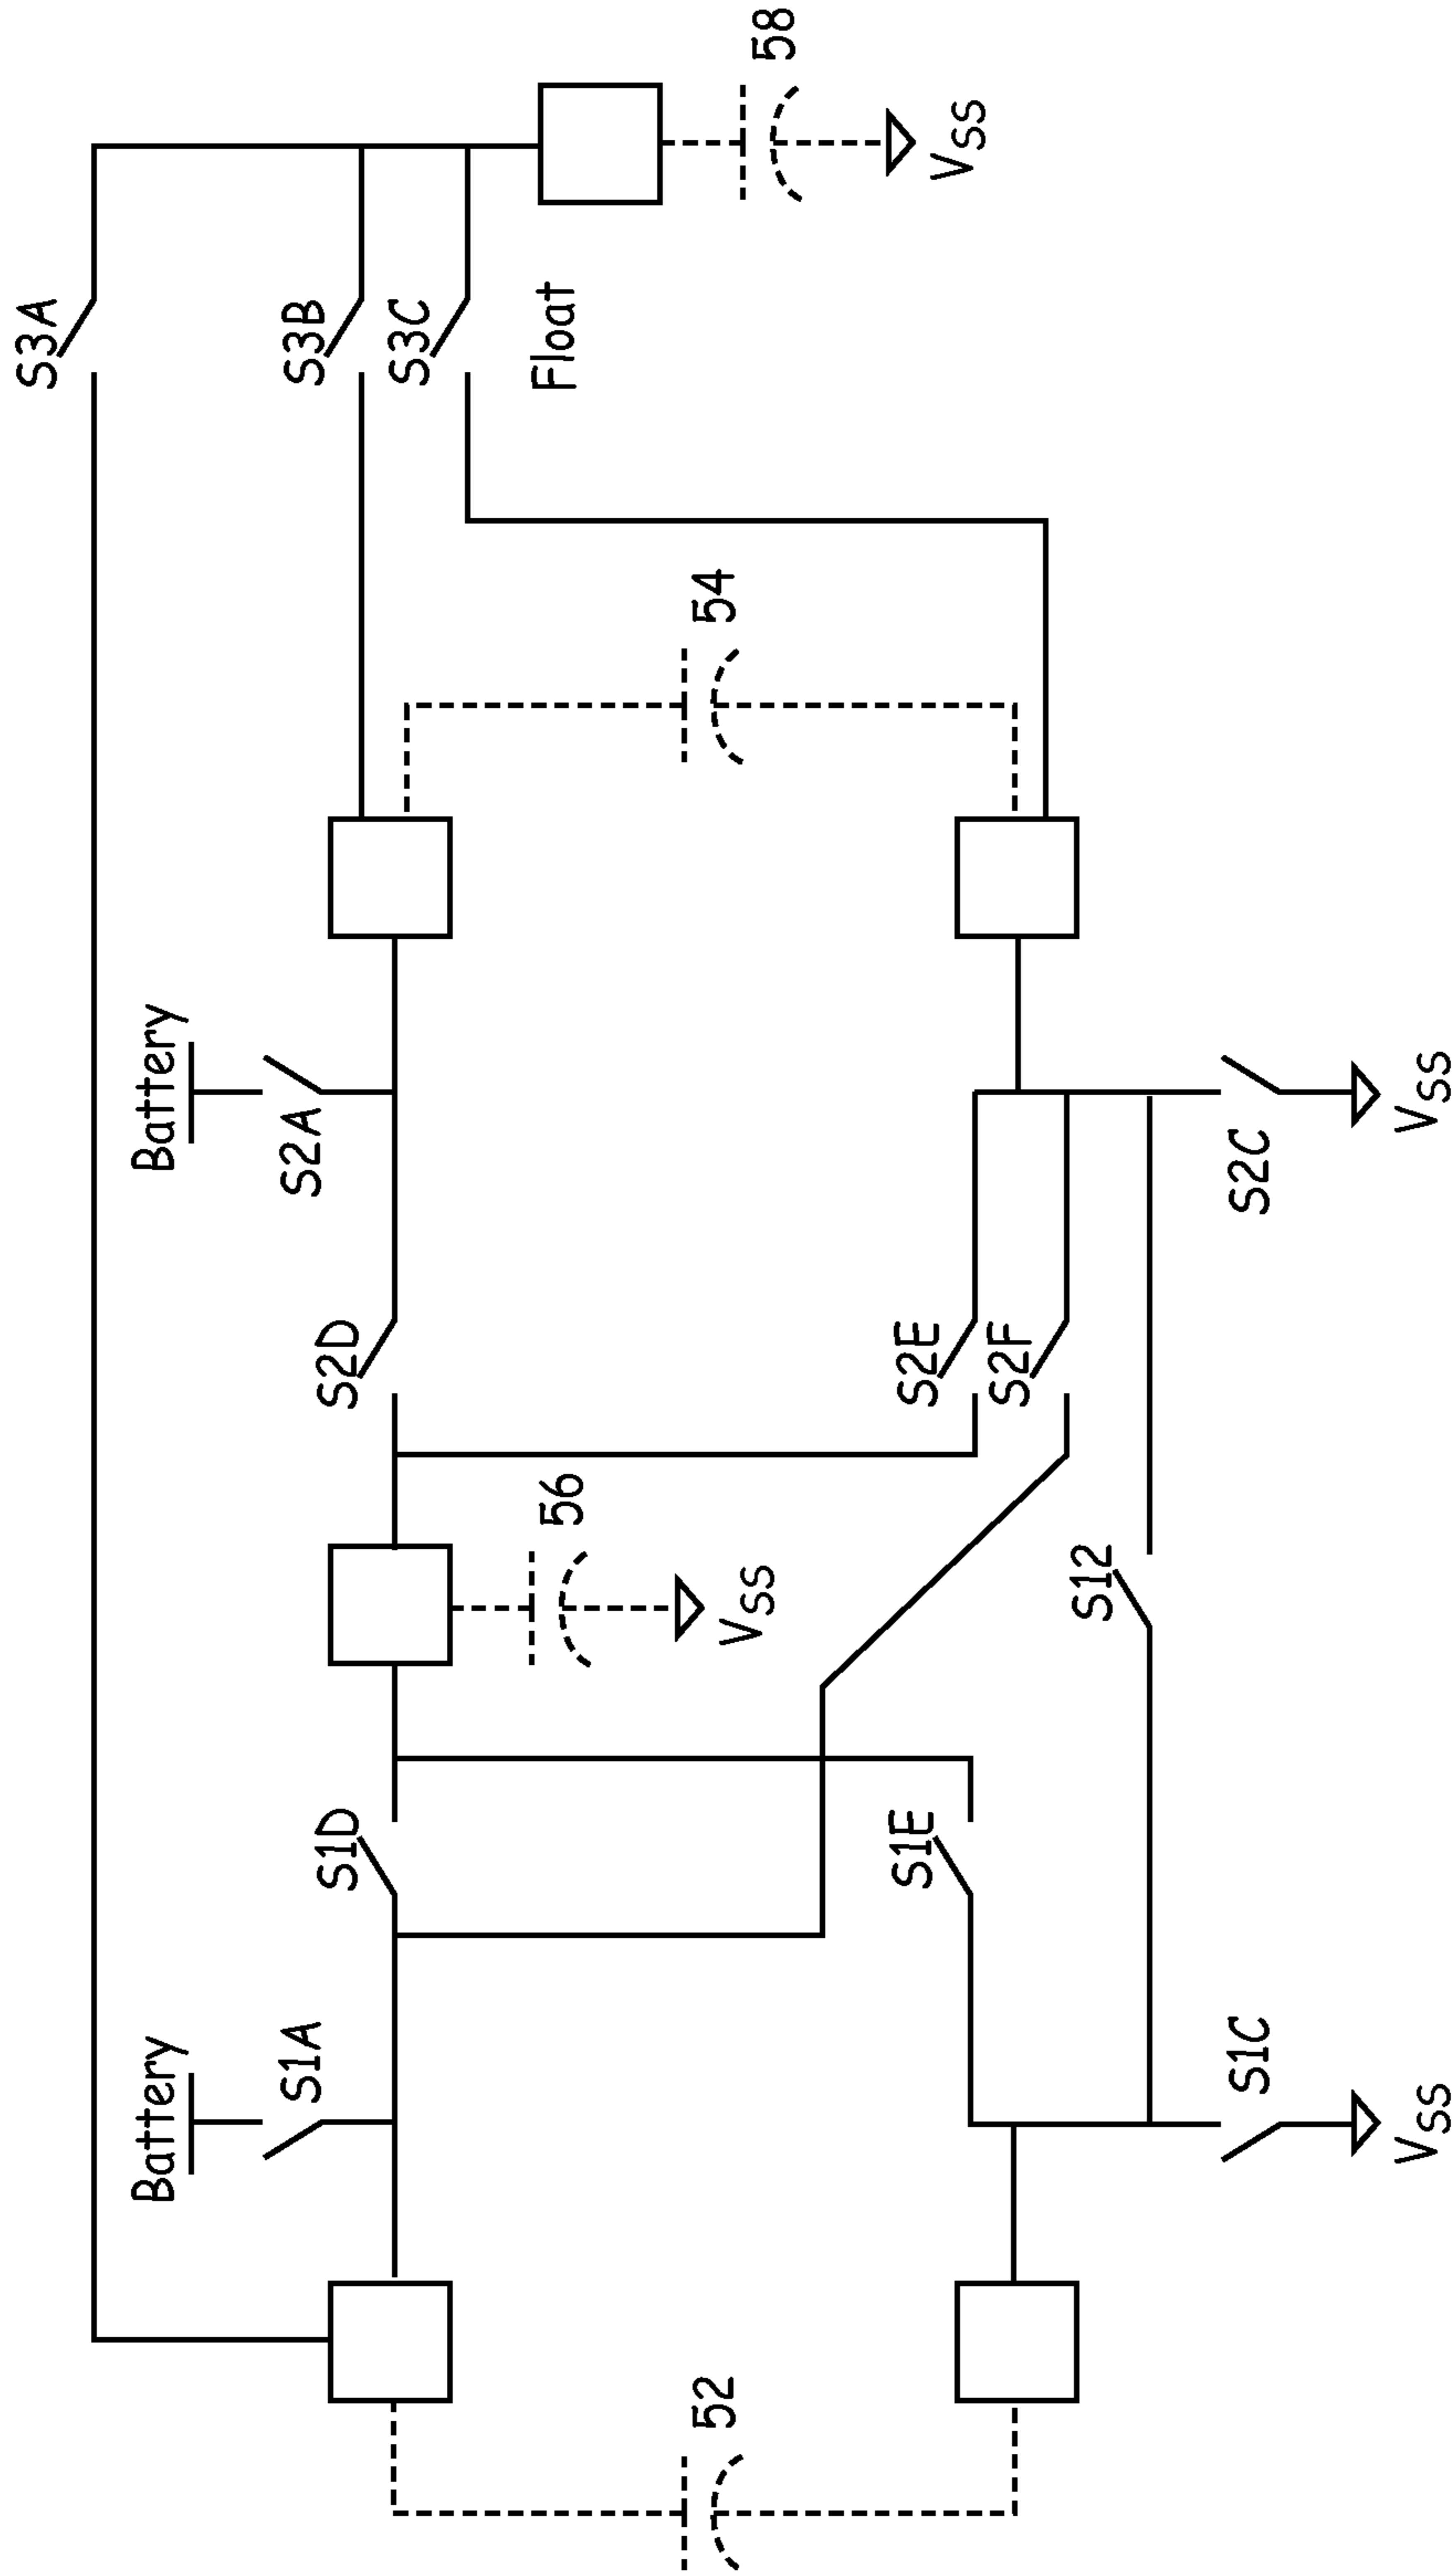 S3A
Battery
Battery
S1A
S2A
S3B
S1D
S2D
S3C
56
Float
58
52
Vss
54
Vss
S1E
S2E
S2F
S12
S1C
S2C
Vss
Vss